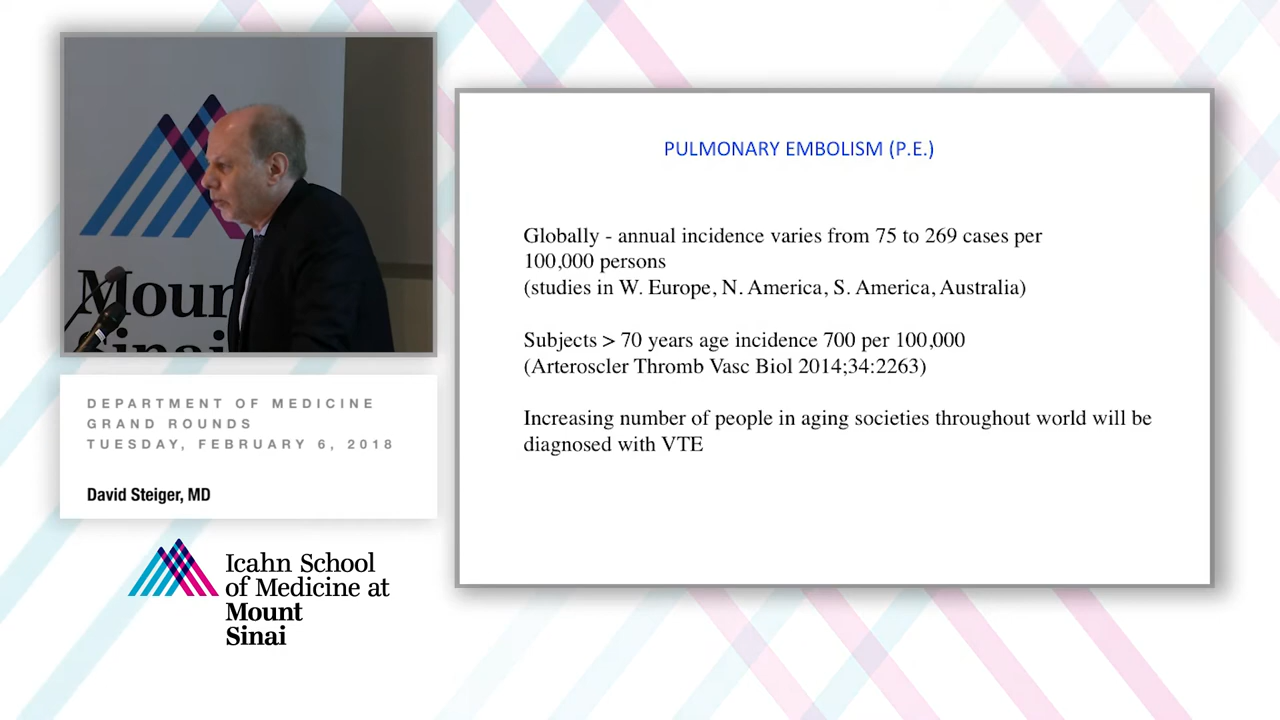 Mount
Sinai
DEPARTMENT OF MEDICINE
GRAND ROUNDS
TUESDAY, FEBRUARY 6, 2018
David Steiger, MD
Icahn School
of Medicine at
Mount
Sinai
PULMONARY EMBOLISM (P.E.)
Globally - annual incidence varies from 75 to 269 cases per
100,000 persons
(studies in W. Europe, N. America, S. America, Australia)
Subjects > 70 years age incidence 700 per 100,000
(Arteroscler Thromb Vasc Biol 2014;34:2263)
Increasing number of people in aging societies throughout world will be
diagnosed with VTE